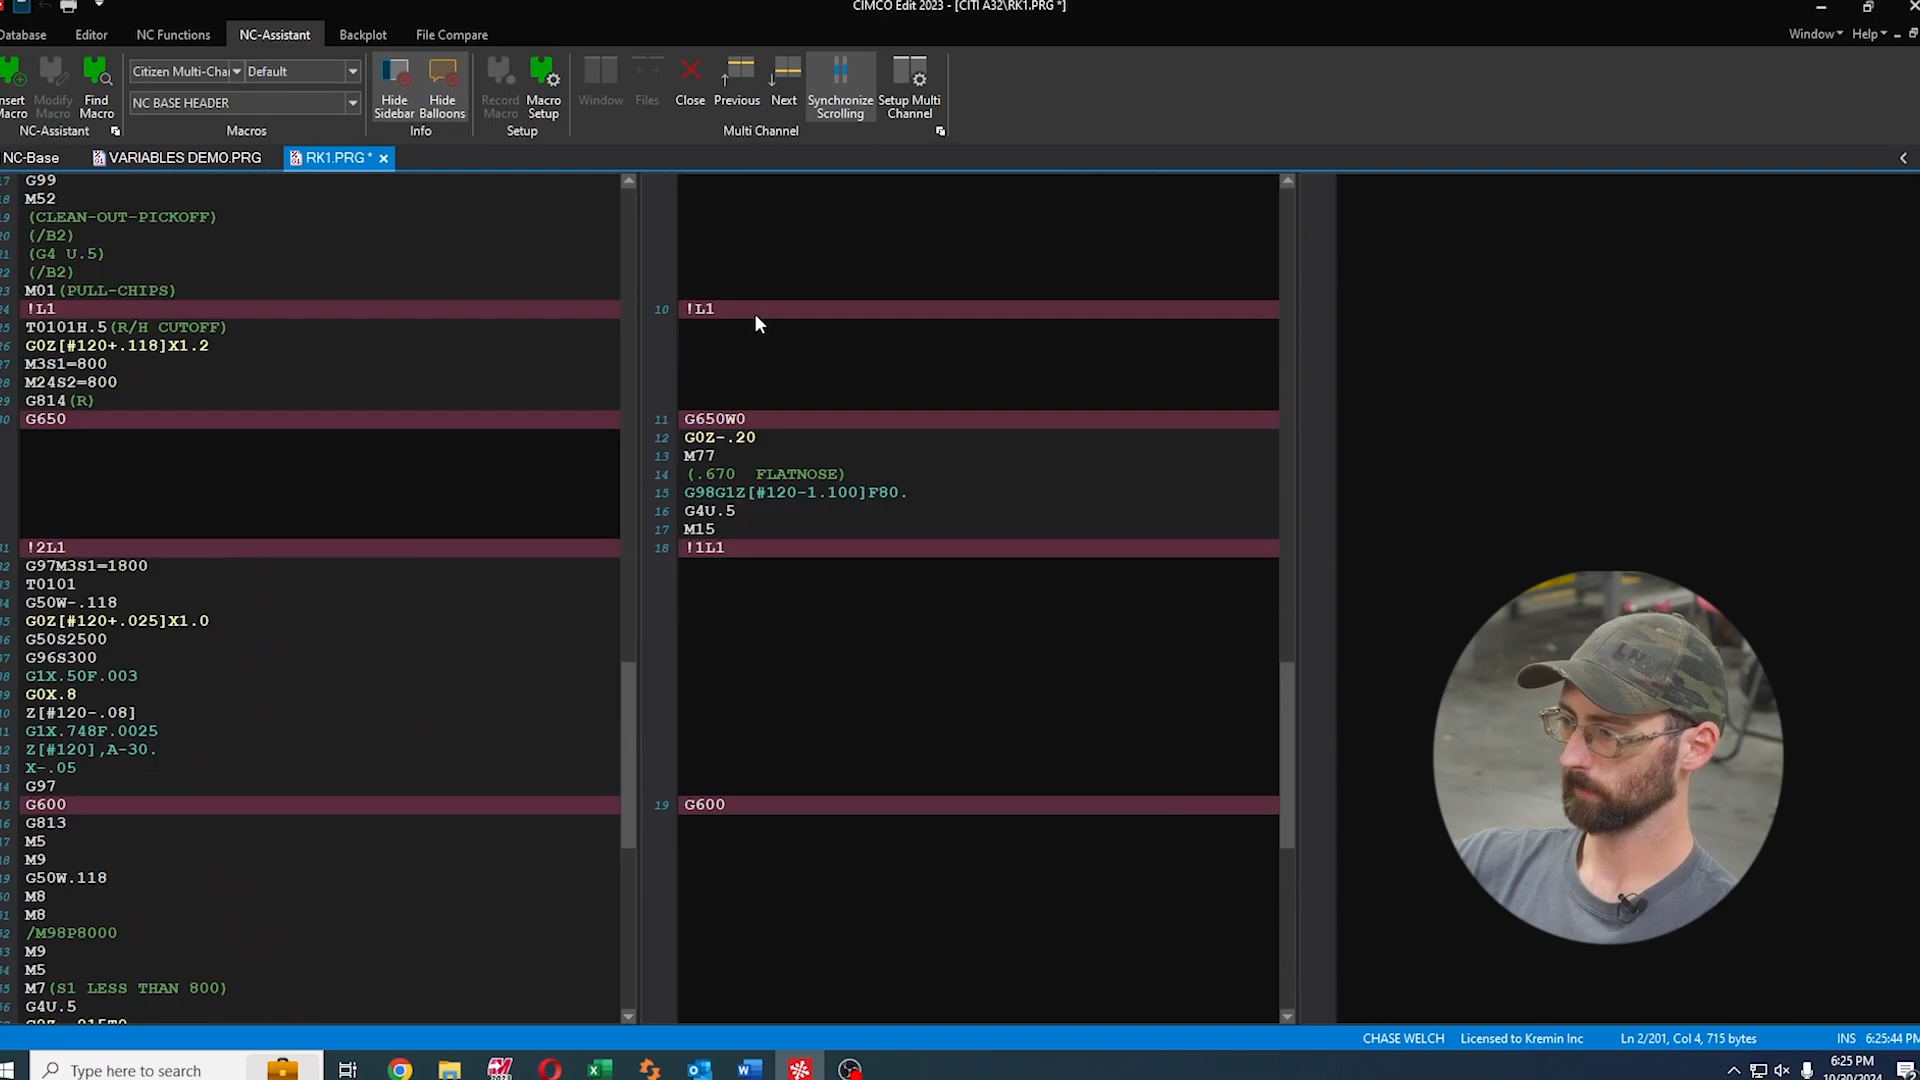 CIMCO Edit 2023 - [CITI A32\RK1.PRG *]
Database Editor NC Functions NC-Assistant Backplot File Compare Window Help
Insert Macro
Modify Macro
Find Macro
Citizen Multi-Cha Default
NC BASE HEADER
Hide Sidebar
Hide Balloons
Record Macro
Macro Setup
Window
Files
Close
Previous
Next
Synchronize Scrolling
Setup Multi Channel
NC-Assistant Macros Info Setup Multi Channel
NC-Base VARIABLES DEMO.PRG RK1.PRG *
G99
M52
(CLEAN-OUT-PICKOFF)
(/B2)
(G4 U.5)
(/B2)
M01(PULL-CHIPS)
!L1
T0101H.5(R/H CUTOFF)
G0Z[#120+.118]X1.2
M3S1=800
M24S2=800
G814(R)
G650
!2L1
G97M3S1=1800
T0101
G50W-.118
G0Z[#120+.025]X1.0
G50S2500
G96S300
G1X.50F.003
G0X.8
Z[#120-.08]
G1X.748F.0025
Z[#120],A-30.
X-.05
G97
G600
G813
M5
M9
G50W.118
M8
M8
/M98P8000
M9
M5
M7(S1 LESS THAN 800)
G4U.5
10 !L1
11 G650W0
12 G0Z-.20
13 M77
14 (.670 FLATNOSE)
15 G98G1Z[#120-1.100]F80.
16 G4U.5
17 M15
18 !1L1
19 G600
CHASE WELCH Licensed to Kremin Inc Ln 2/201, Col 4, 715 bytes INS 6:25:44 PM
Type here to search
6:25 PM
10/30/2024